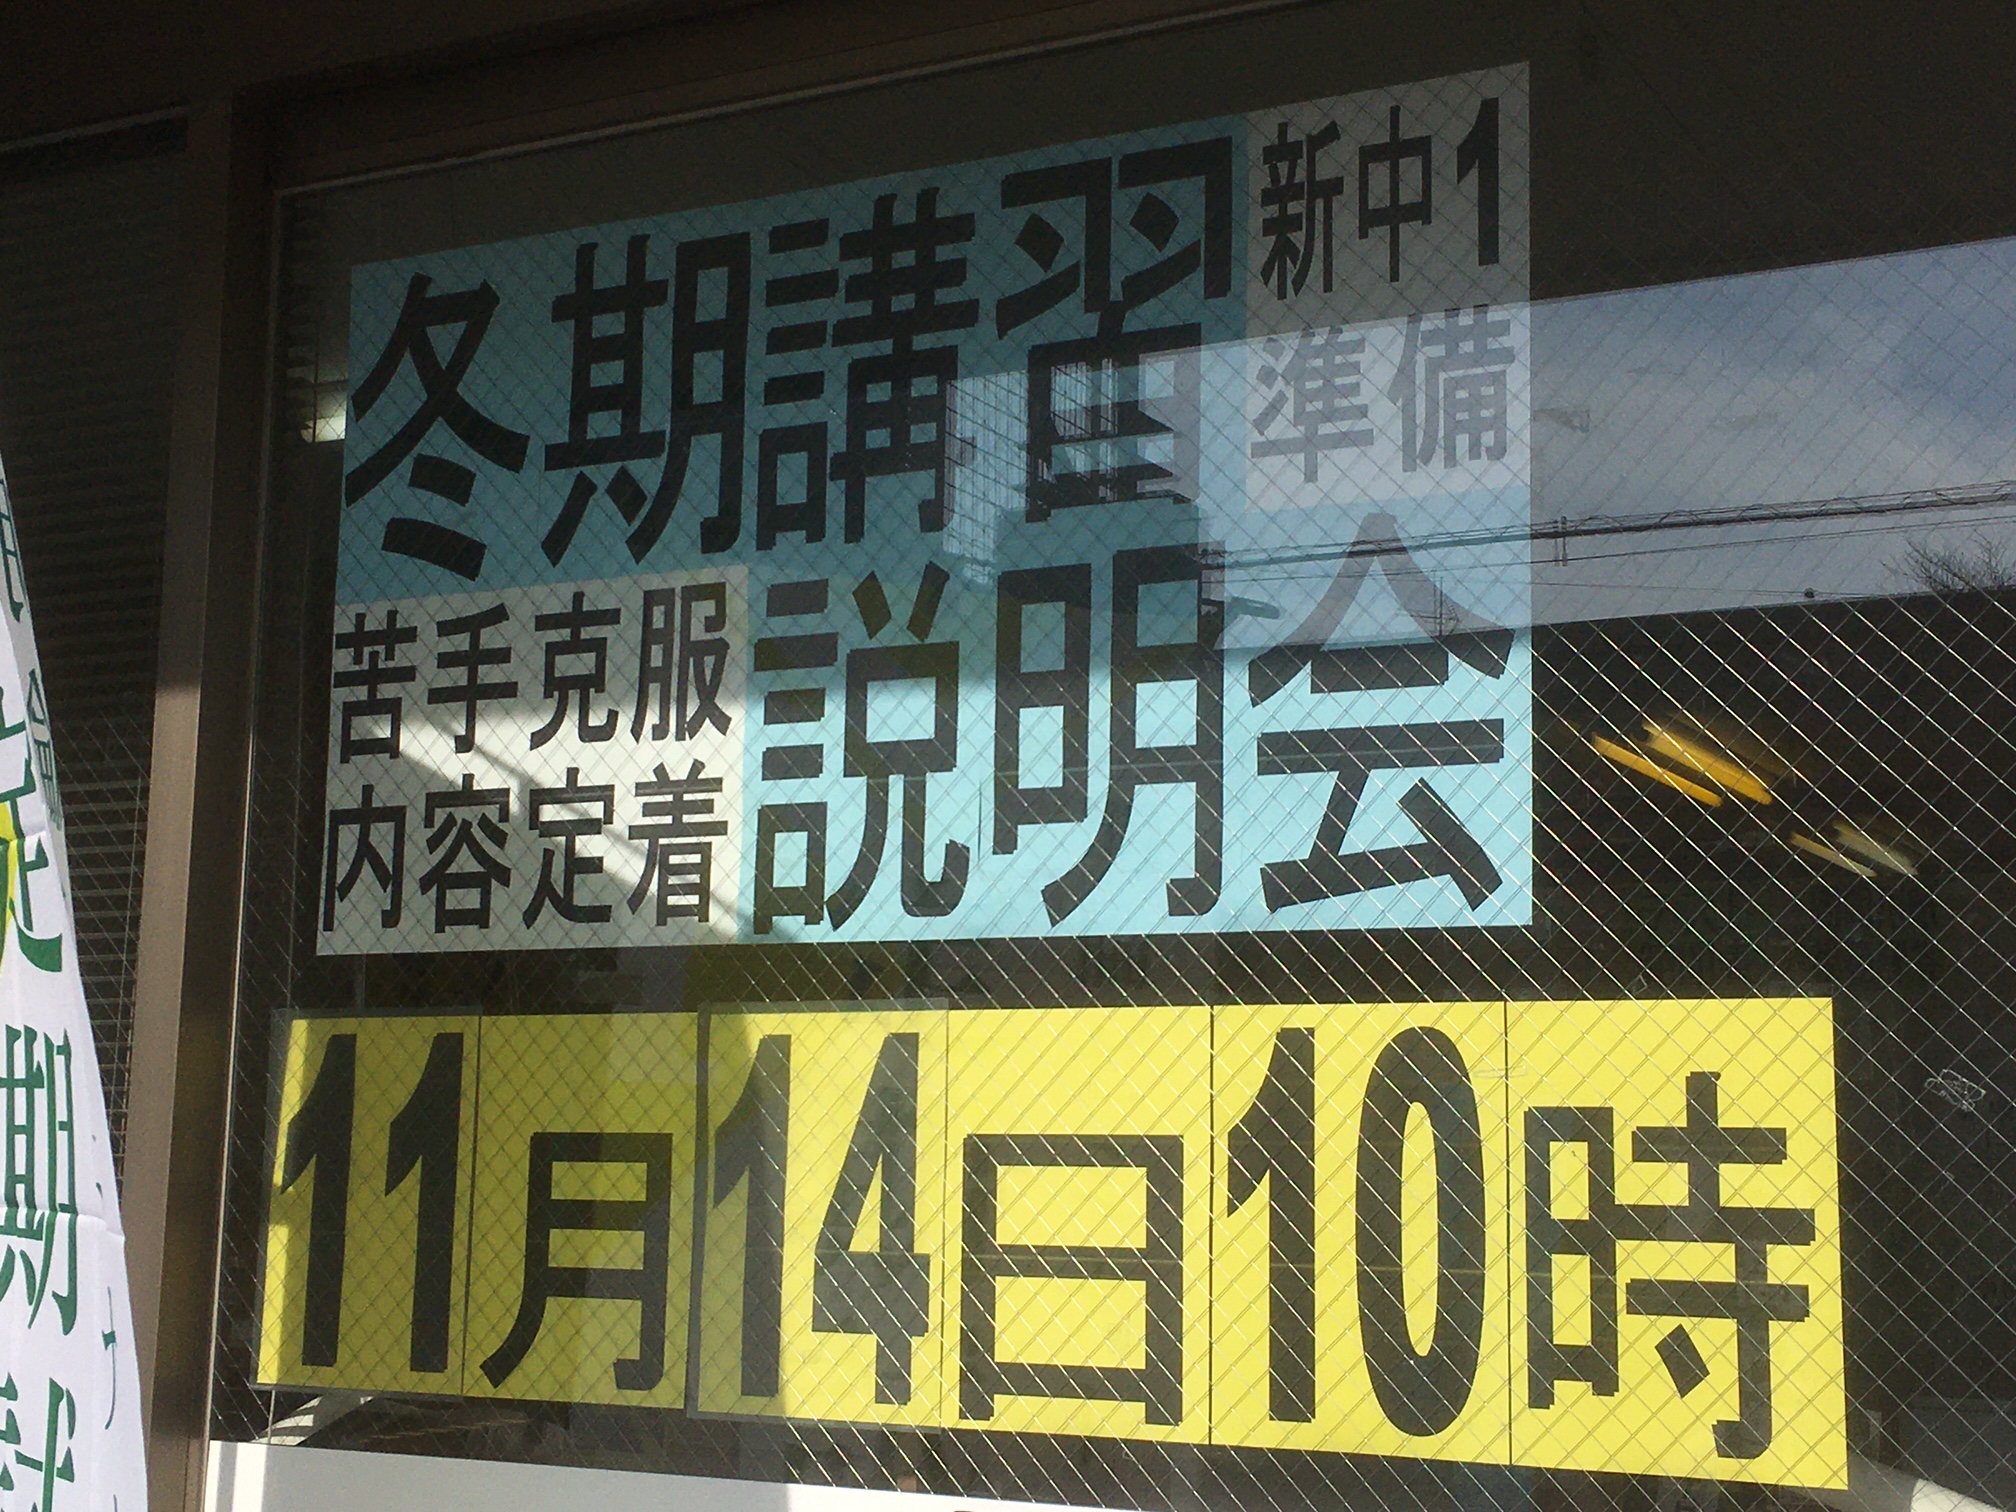 冬期講習
新中1
準備
苦手克服
内容定着
説明会
11月14日10時